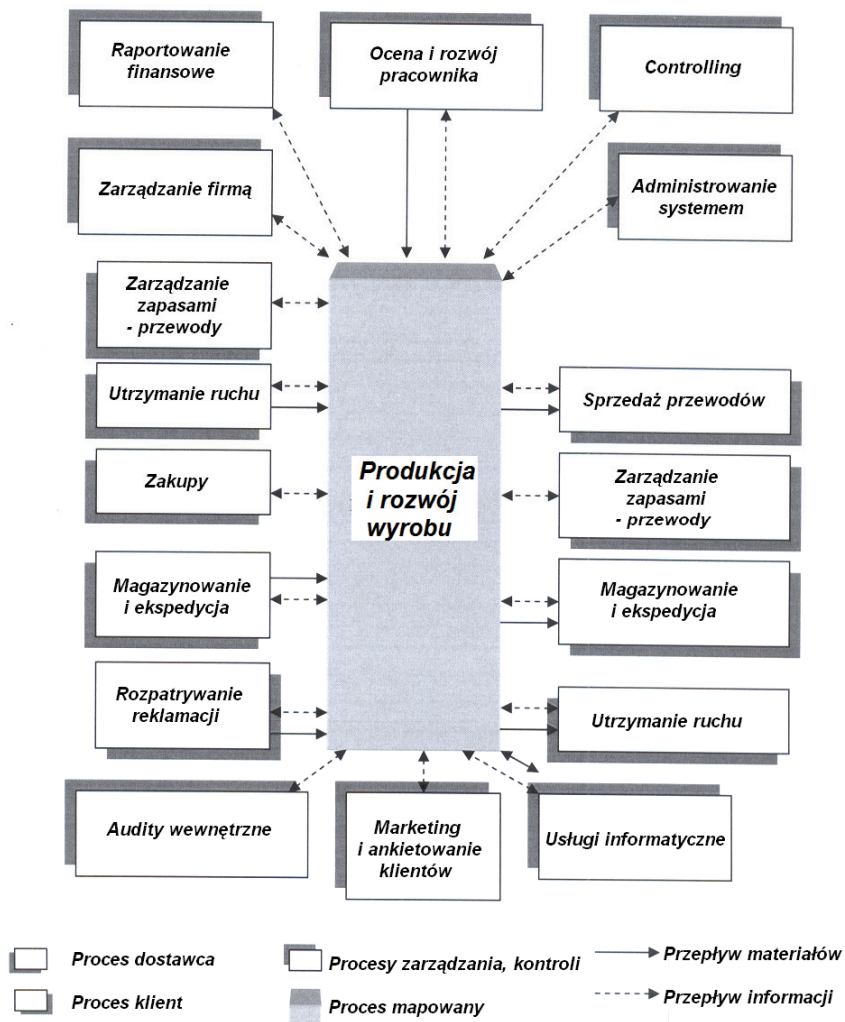 Raportowanie
finansowe
Ocena i rozwój
pracownika
Controlling
Zarządzanie firmą
Administrowanie
systemem
Zarządzanie
zapasami
- przewody
Utrzymanie ruchu
Sprzedaż przewodów
Zakupy
Produkcja
i rozwój
wyrobu
Zarządzanie
zapasami
- przewody
Magazynowanie
i ekspedycja
Magazynowanie
i ekspedycja
Rozpatrywanie
reklamacji
Utrzymanie ruchu
Audity wewnętrzne
Marketing
i ankietowanie
klientów
Usługi informatyczne
Proces dostawca
Procesy zarządzania, kontroli
Przepływ materiałów
Proces klient
Proces mapowany
Przepływ informacji